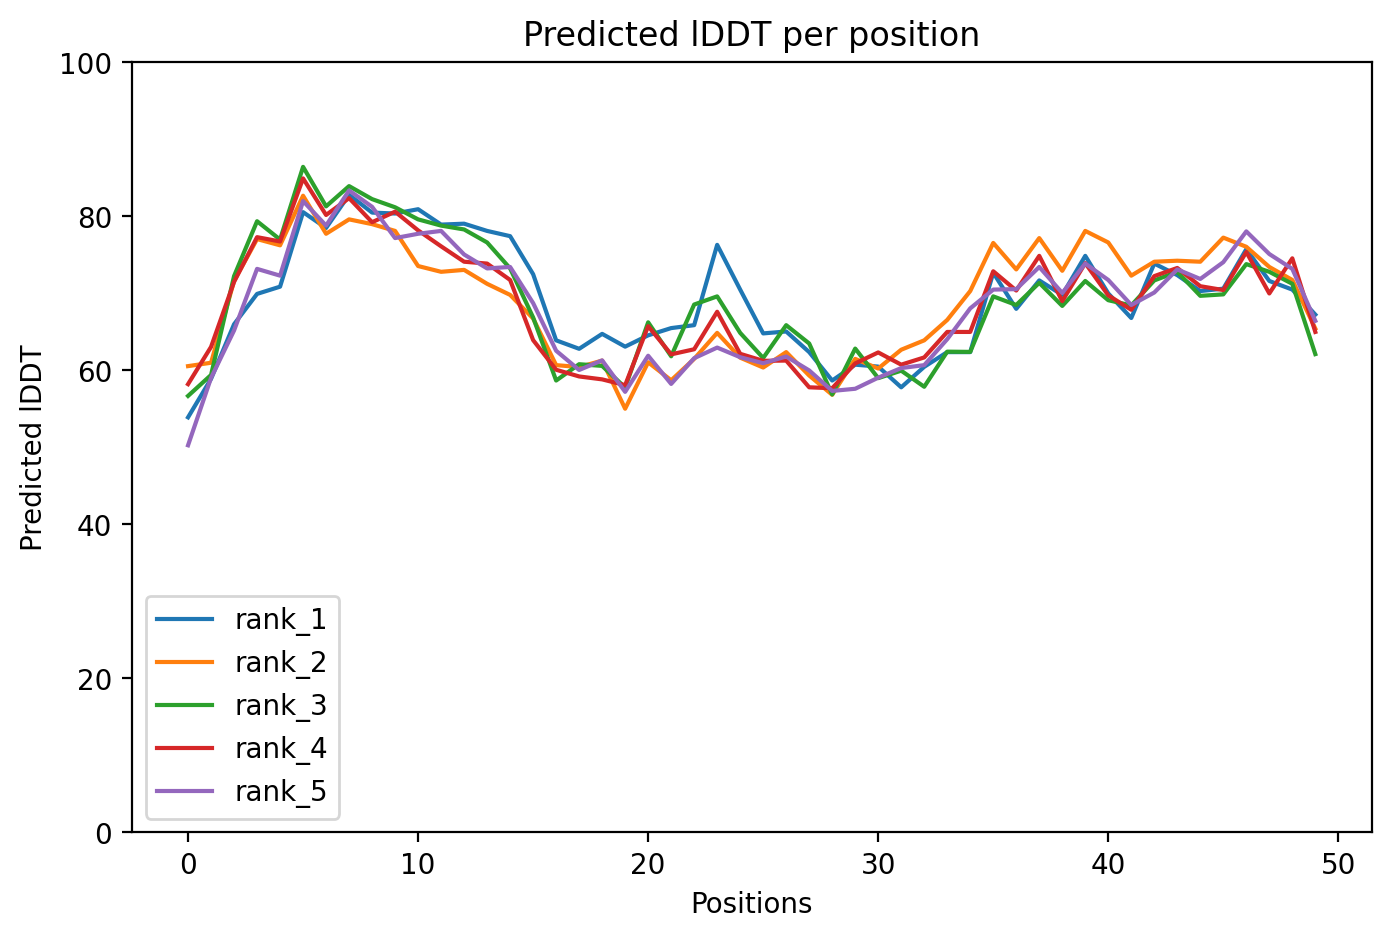 Predicted lDDT per position
100
80
60
40
20
0
Predicted lDDT
rank_1
rank_2
rank_3
rank_4
rank_5
0 10 20 30 40 50
Positions